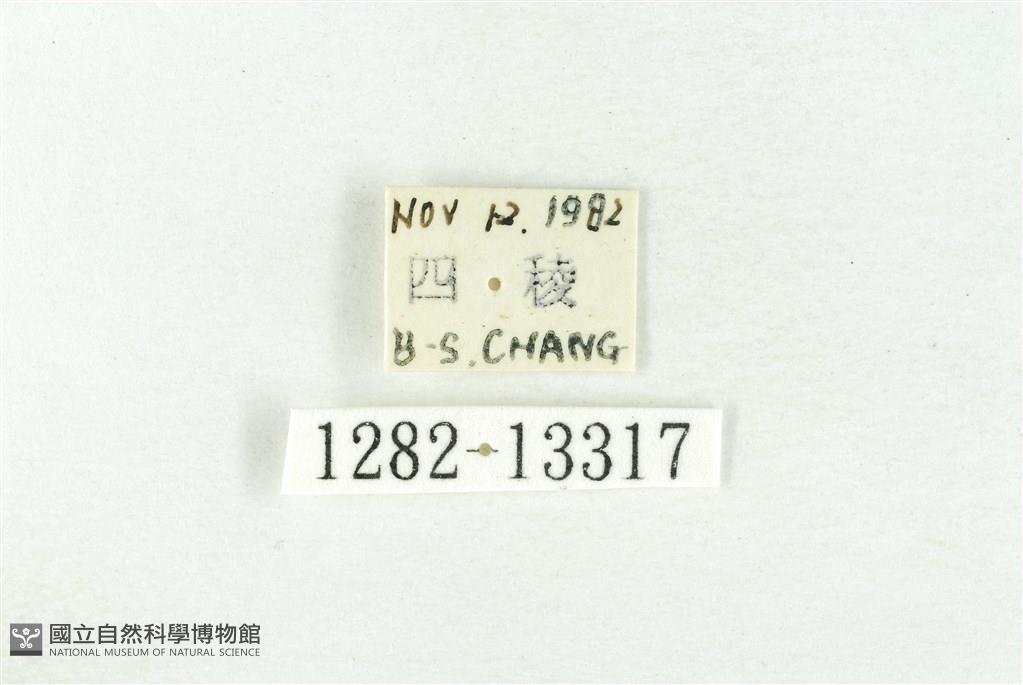 NOV 12. 1982
四稜
B-S. CHANG
1282-13317
國立自然科學博物館
NATIONAL MUSEUM OF NATURAL SCIENCE